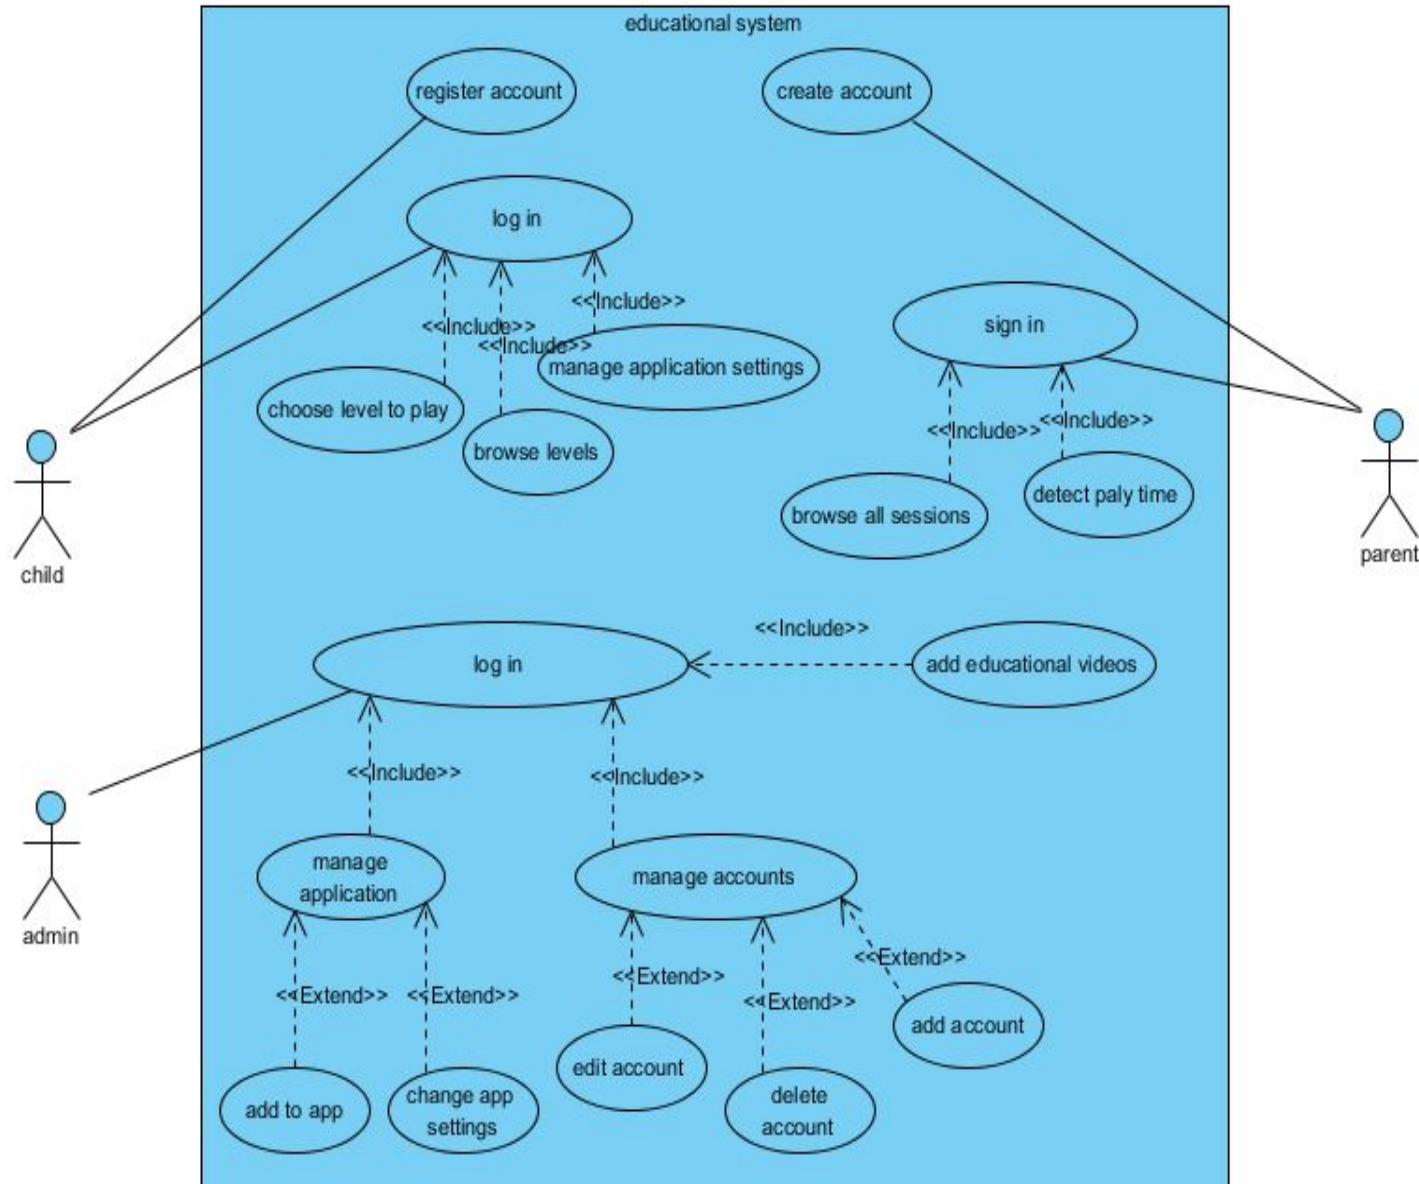 educational system
register account
create account
log in
<<Include>>
<<Include>>
<<Include>>
sign in
manage application settings
choose level to play
browse levels
<<Include>>
<<Include>>
browse all sessions
detect paly time
child
parent
<<Include>>
log in
add educational videos
<<Include>>
<<Include>>
manage
application
manage accounts
admin
<<Extend>>
<<Extend>>
<<Extend>>
<<Extend>>
<<Extend>>
add account
edit account
add to app
change app
settings
delete
account